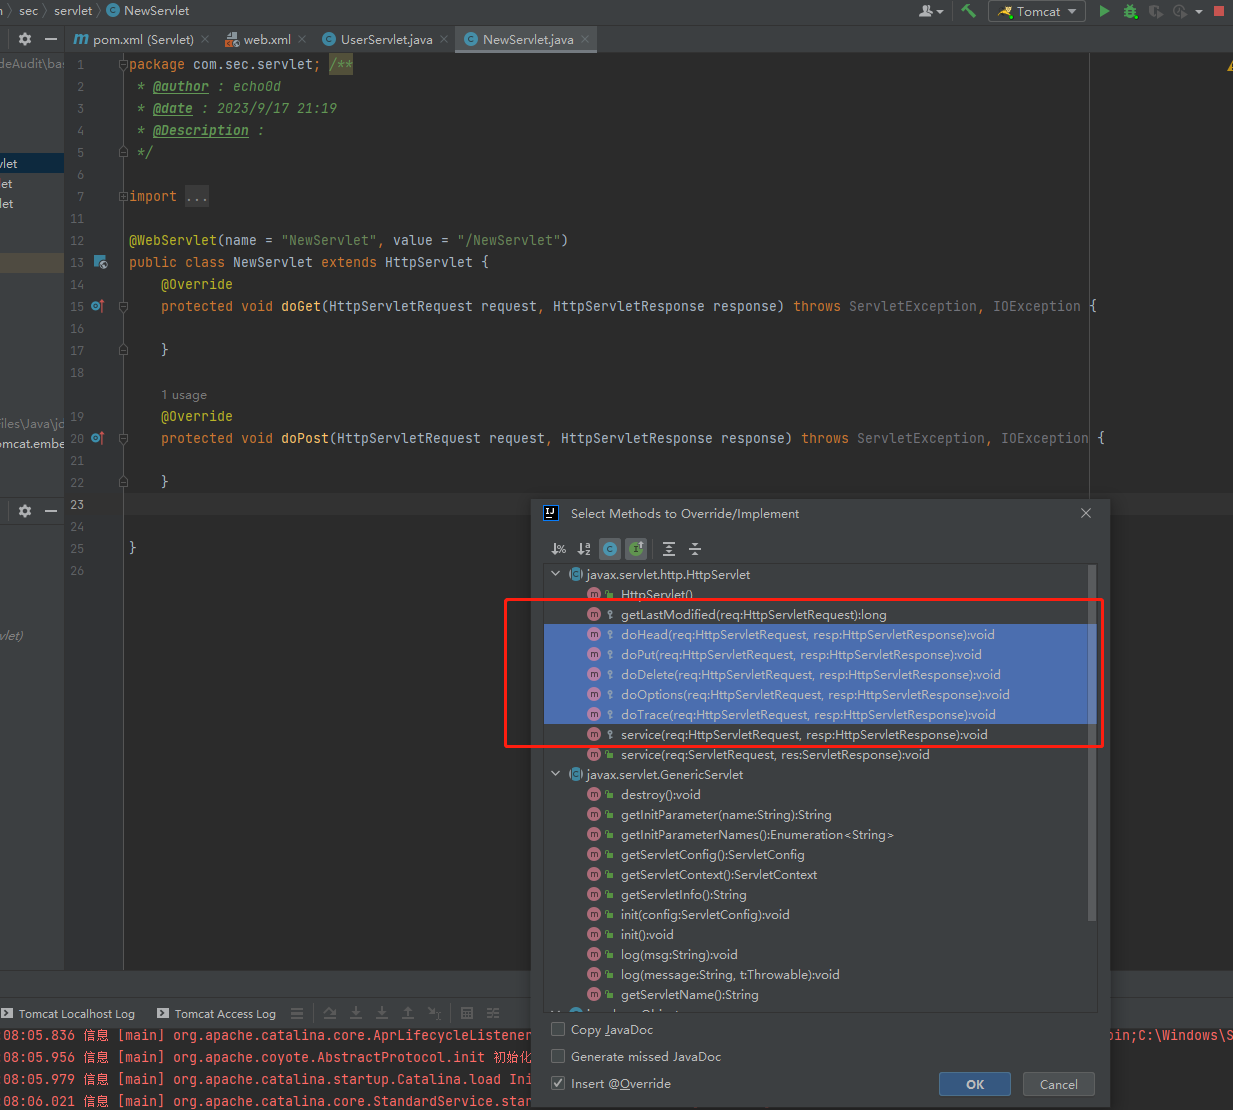 sec servlet NewServlet
Tomcat
pom.xml (Servlet) web.xml UserServlet.java NewServlet.java
deAudit\bas
1 package com.sec.servlet; /**
2 * @author : echo0d
3 * @date : 2023/9/17 21:19
4 * @Description :
5 */
6
7 import ...
11
12 @WebServlet(name = "NewServlet", value = "/NewServlet")
13 public class NewServlet extends HttpServlet {
14 @Override
15 protected void doGet(HttpServletRequest request, HttpServletResponse response) throws ServletException, IOException {
16
17 }
18
1 usage
19 @Override
20 protected void doPost(HttpServletRequest request, HttpServletResponse response) throws ServletException, IOException {
21
22 }
23
24
25 }
26
vlet
let
let
iles\Java\jd
omcat.embe
vlet)
Select Methods to Override/Implement
javax.servlet.http.HttpServlet
HttpServlet()
getLastModified(req:HttpServletRequest):long
doHead(req:HttpServletRequest, resp:HttpServletResponse):void
doPut(req:HttpServletRequest, resp:HttpServletResponse):void
doDelete(req:HttpServletRequest, resp:HttpServletResponse):void
doOptions(req:HttpServletRequest, resp:HttpServletResponse):void
doTrace(req:HttpServletRequest, resp:HttpServletResponse):void
service(req:HttpServletRequest, resp:HttpServletResponse):void
service(req:ServletRequest, res:ServletResponse):void
javax.servlet.GenericServlet
destroy():void
getInitParameter(name:String):String
getInitParameterNames():Enumeration<String>
getServletConfig():ServletConfig
getServletContext():ServletContext
getServletInfo():String
init(config:ServletConfig):void
init():void
log(msg:String):void
log(message:String, t:Throwable):void
getServletName():String
Copy JavaDoc
Generate missed JavaDoc
Insert @Override
OK Cancel
Tomcat Localhost Log Tomcat Access Log
:08:05.836 信息 [main] org.apache.catalina.core.AprLifecycleListener bin;C:\Windows\S
:08:05.956 信息 [main] org.apache.coyote.AbstractProtocol.init 初始化
:08:05.979 信息 [main] org.apache.catalina.startup.Catalina.load Ini
:08:06.021 信息 [main] org.apache.catalina.core.StandardService.star